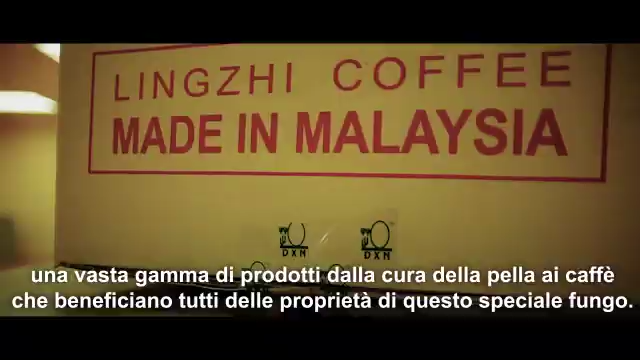 LINGZHI COFFEE
MADE IN MALAYSIA
DXN DXN
una vasta gamma di prodotti dalla cura della pella ai caffè
che beneficiano tutti delle proprietà di questo speciale fungo.